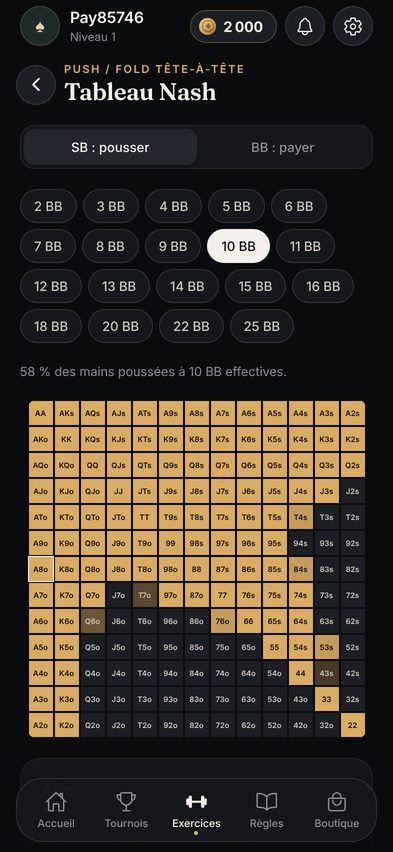 Pay85746
Niveau 1
2 000
PUSH / FOLD TÊTE-À-TÊTE
Tableau Nash
SB : pousser BB : payer
2 BB 3 BB 4 BB 5 BB 6 BB
7 BB 8 BB 9 BB 10 BB 11 BB
12 BB 13 BB 14 BB 15 BB 16 BB
18 BB 20 BB 22 BB 25 BB
58 % des mains poussées à 10 BB effectives.
AA AKs AQs AJs ATs A9s A8s A7s A6s A5s A4s A3s A2s
AKo KK KQs KJs KTs K9s K8s K7s K6s K5s K4s K3s K2s
AQo KQo QQ QJs QTs Q9s Q8s Q7s Q6s Q5s Q4s Q3s Q2s
AJo KJo QJo JJ JTs J9s J8s J7s J6s J5s J4s J3s J2s
ATo KTo QTo JTo TT T9s T8s T7s T6s T5s T4s T3s T2s
A9o K9o Q9o J9o T9o 99 98s 97s 96s 95s 94s 93s 92s
A8o K8o Q8o J8o T8o 98o 88 87s 86s 85s 84s 83s 82s
A7o K7o Q7o J7o T7o 97o 87o 77 76s 75s 74s 73s 72s
A6o K6o Q6o J6o T6o 96o 86o 76o 66 65s 64s 63s 62s
A5o K5o Q5o J5o T5o 95o 85o 75o 65o 55 54s 53s 52s
A4o K4o Q4o J4o T4o 94o 84o 74o 64o 54o 44 43s 42s
A3o K3o Q3o J3o T3o 93o 83o 73o 63o 53o 43o 33 32s
A2o K2o Q2o J2o T2o 92o 82o 72o 62o 52o 42o 32o 22
Accueil Tournois Exercices Règles Boutique